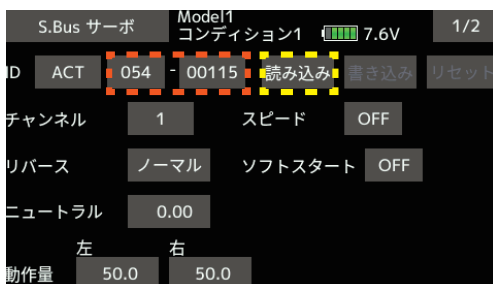 S.Bus サーボ
Model1
コンディション1
7.6V
1/2
ID ACT 054 - 00115 読み込み 書き込み リセット
チャンネル 1 スピード OFF
リバース ノーマル ソフトスタート OFF
ニュートラル 0.00
左 右
動作量 50.0 50.0